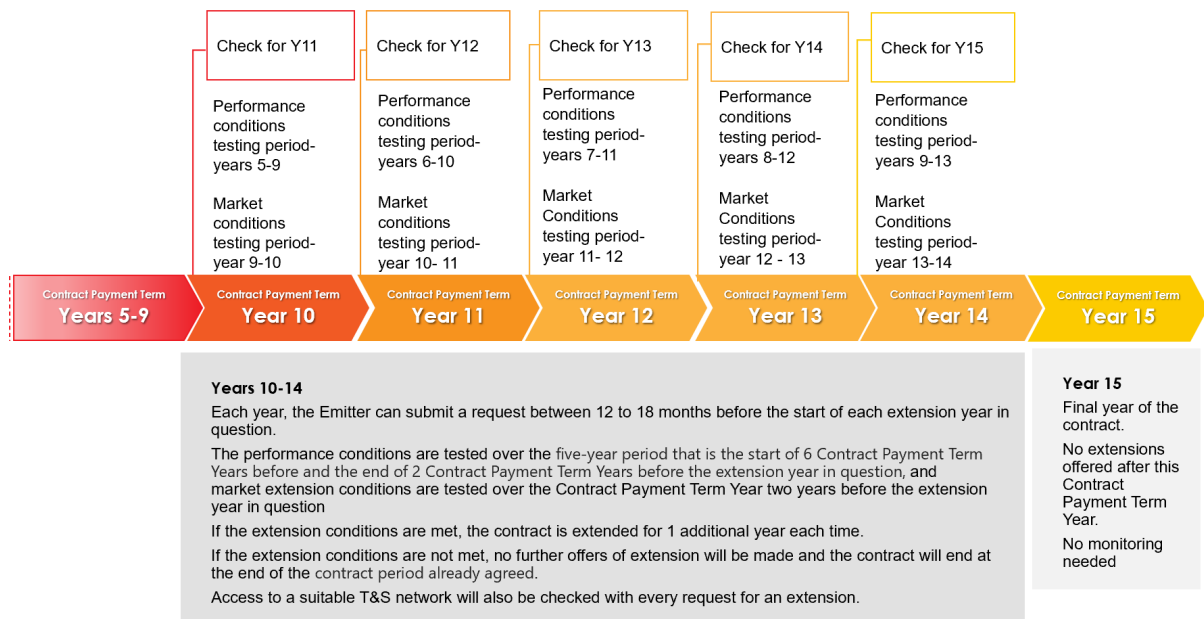 Check for Y11
Performance
conditions
testing period-
years 5-9
Market
conditions
testing period-
year 9-10
Check for Y12
Performance
conditions
testing period-
years 6-10
Market
conditions
testing period-
year 10- 11
Check for Y13
Performance
conditions
testing period-
years 7-11
Market
Conditions
testing period-
year 11- 12
Check for Y14
Performance
conditions
testing period-
years 8-12
Market
Conditions
testing period-
year 12 - 13
Check for Y15
Performance
conditions
testing period-
years 9-13
Market
Conditions
testing period-
year 13-14
Contract Payment Term
Years 5-9
Contract Payment Term
Year 10
Contract Payment Term
Year 11
Contract Payment Term
Year 12
Contract Payment Term
Year 13
Contract Payment Term
Year 14
Contract Payment Term
Year 15
Years 10-14
Each year, the Emitter can submit a request between 12 to 18 months before the start of each extension year in
question.
The performance conditions are tested over the five-year period that is the start of 6 Contract Payment Term
Years before and the end of 2 Contract Payment Term Years before the extension year in question, and
market extension conditions are tested over the Contract Payment Term Year two years before the extension
year in question
If the extension conditions are met, the contract is extended for 1 additional year each time.
If the extension conditions are not met, no further offers of extension will be made and the contract will end at
the end of the contract period already agreed.
Access to a suitable T&S network will also be checked with every request for an extension.
Year 15
Final year of the
contract.
No extensions
offered after this
Contract
Payment Term
Year.
No monitoring
needed